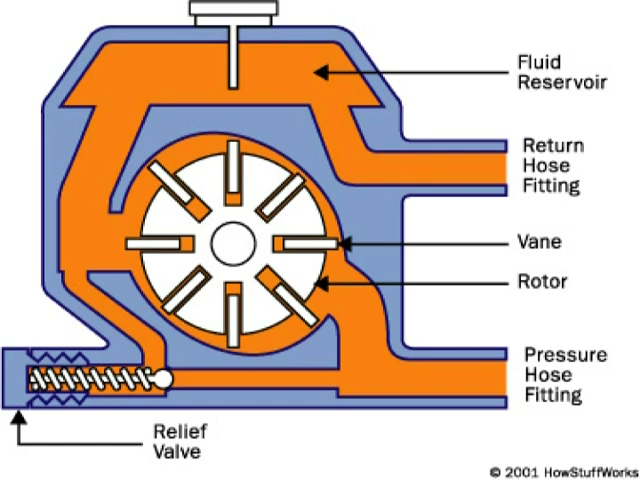 Fluid
Reservoir
Return
Hose
Fitting
Vane
Rotor
Pressure
Hose
Fitting
Relief
Valve
© 2001 HowStuffWorks